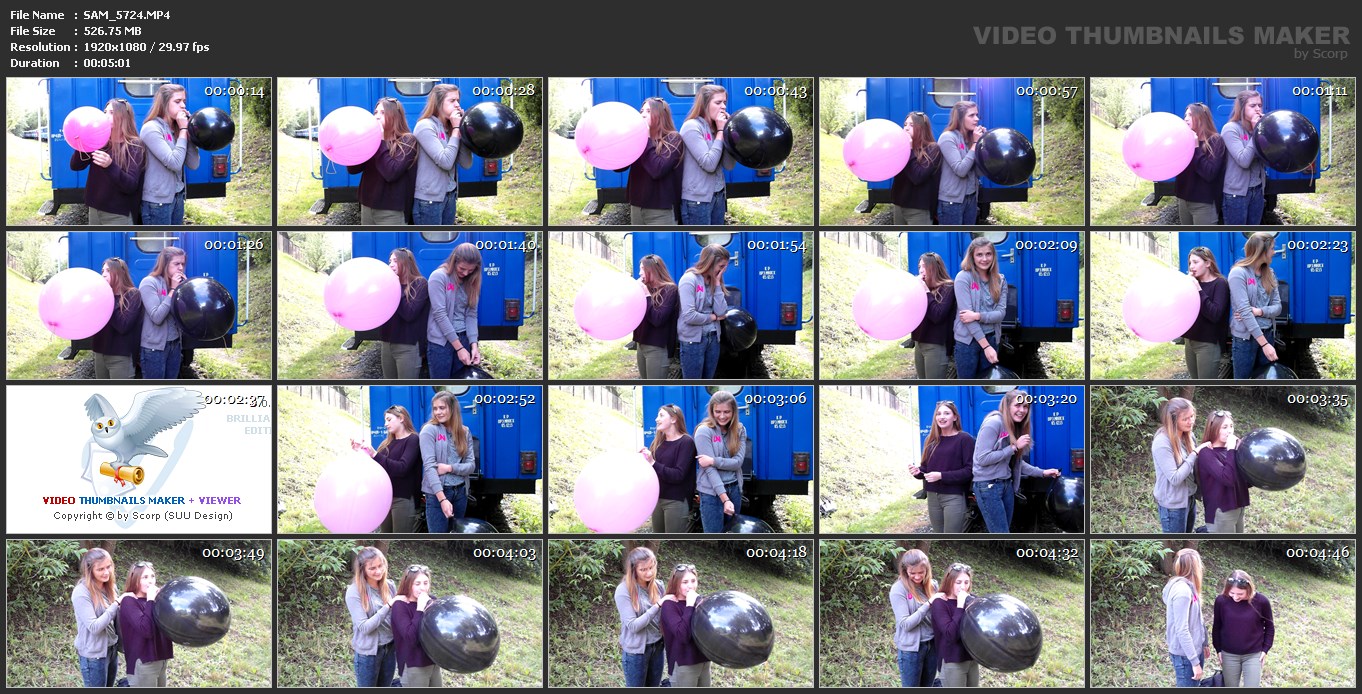 File Name : SAM_5724.MP4
File Size : 526.75 MB
Resolution : 1920x1080 / 29.97 fps
Duration : 00:05:01
VIDEO THUMBNAILS MAKER
by Scorp
00:00:14
00:00:28
00:00:43
00:00:57
00:01:11
00:01:26
00:01:40
00:01:54
00:02:09
00:02:23
00:02:37
BRILLIA
EDIT
VIDEO THUMBNAILS MAKER + VIEWER
Copyright © by Scorp (SUU Design)
00:02:52
00:03:06
00:03:20
00:03:35
00:03:49
00:04:03
00:04:18
00:04:32
00:04:46